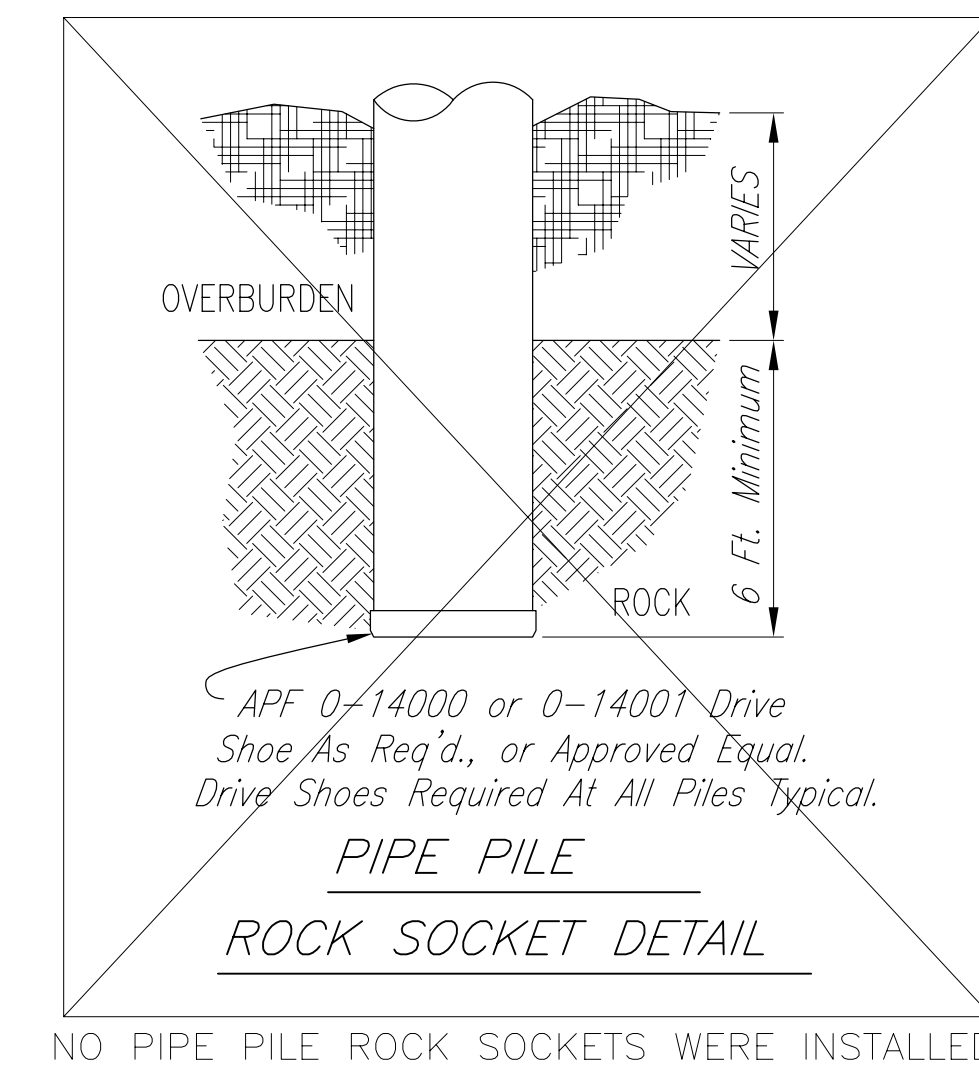 VARIES
OVERBURDEN
6 Ft. Minimum
ROCK
APF 0-14000 or 0-14001 Drive
Shoe As Req'd., or Approved Equal.
Drive Shoes Required At All Piles Typical.
PIPE PILE
ROCK SOCKET DETAIL
NO PIPE PILE ROCK SOCKETS WERE INSTALLED